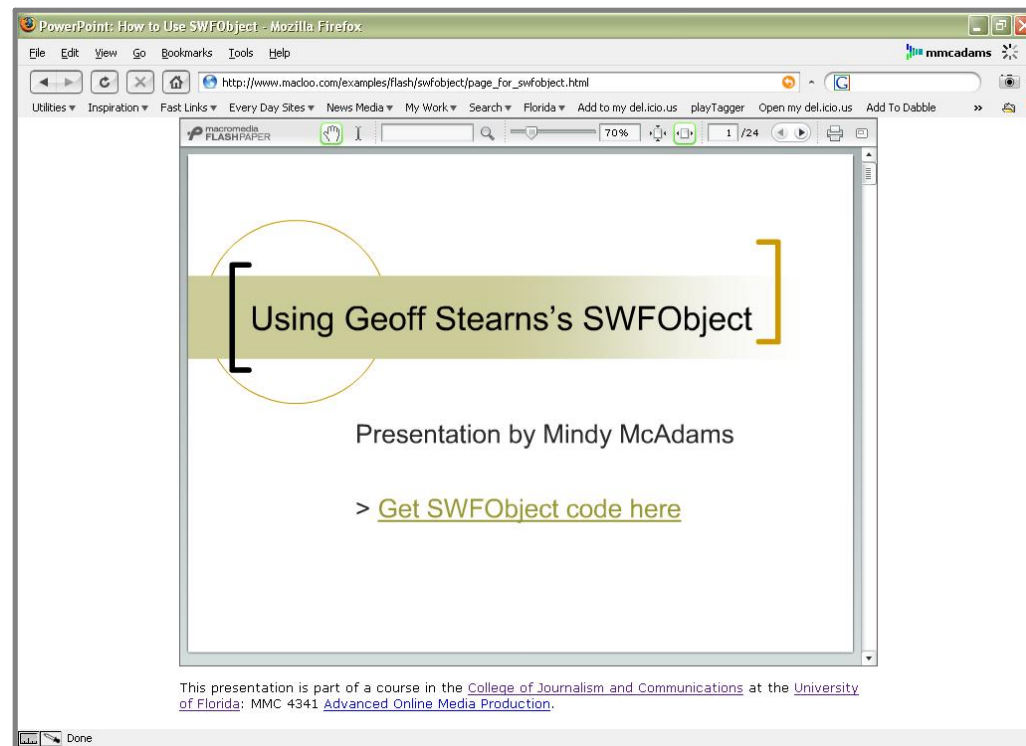 PowerPoint: How to Use SWFObject - Mozilla Firefox
File Edit View Go Bookmarks Tools Help mmcadams
http://www.macloo.com/examples/flash/swfobject/page_for_swfobject.html G
Utilities Inspiration Fast Links Every Day Sites News Media My Work Search Florida Add to my del.icio.us playTagger Open my del.icio.us Add To Dabble »
macromedia
FLASHPAPER 70% 1 /24
Using Geoff Stearns's SWFObject
Presentation by Mindy McAdams
> Get SWFObject code here
This presentation is part of a course in the College of Journalism and Communications at the University
of Florida: MMC 4341 Advanced Online Media Production.
Done